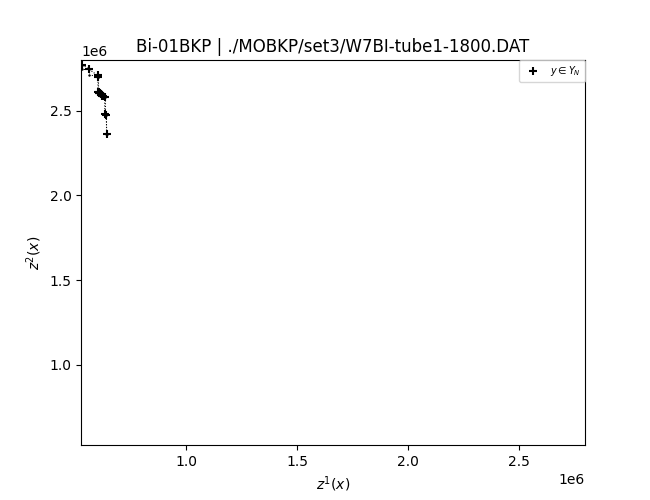 Bi-01BKP | ./MOBKP/set3/W7BI-tube1-1800.DAT
1e6
y ∈ Y_N
2.5
2.0
1.5
1.0
z²(x)
1.0 1.5 2.0 2.5
1e6
z¹(x)